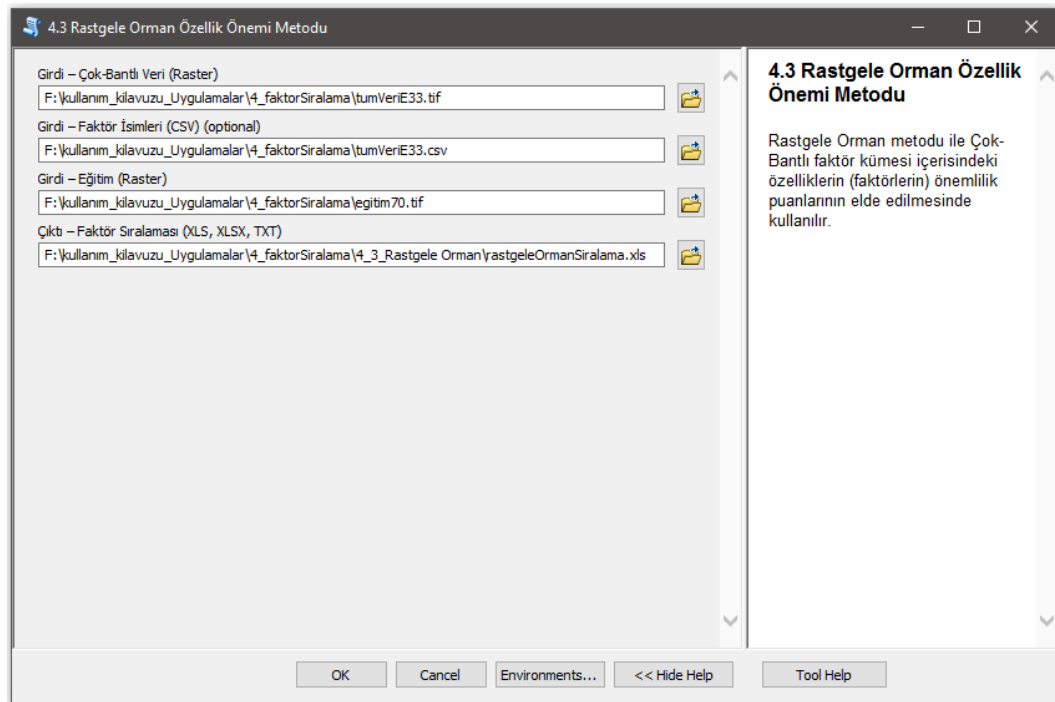 4.3 Rastgele Orman Özellik Önemi Metodu
Girdi – Çok-Bantlı Veri (Raster)
F:\kullanım_kilavuzu_Uygulamalar\4_faktorSiralama\tumVeriE33.tif
Girdi – Faktör İsimleri (CSV) (optional)
F:\kullanım_kilavuzu_Uygulamalar\4_faktorSiralama\tumVeriE33.csv
Girdi – Eğitim (Raster)
F:\kullanım_kilavuzu_Uygulamalar\4_faktorSiralama\egitim70.tif
Çıktı – Faktör Sıralaması (XLS, XLSX, TXT)
F:\kullanım_kilavuzu_Uygulamalar\4_faktorSiralama\4_3_Rastgele Orman\rastgeleOrmanSiralama.xls
4.3 Rastgele Orman Özellik
Önemi Metodu
Rastgele Orman metodu ile Çok-
Bantlı faktör kümesi içerisindeki
özelliklerin (faktörlerin) önemlilik
puanlarının elde edilmesinde
kullanılır.
OK
Cancel
Environments...
<< Hide Help
Tool Help